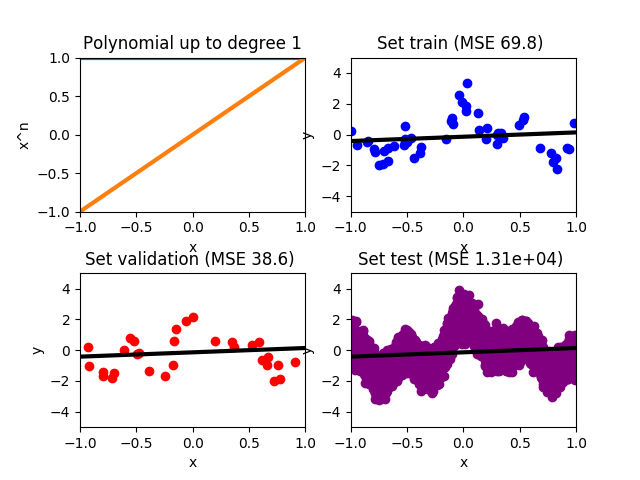 Polynomial up to degree 1
1.0
0.5
0.0
−0.5
−1.0
x^n
−1.0 −0.5 0.0 0.5 1.0
x
Set train (MSE 69.8)
4
2
0
−2
−4
y
−1.0 −0.5 0.0 0.5 1.0
x
Set validation (MSE 38.6)
4
2
0
−2
−4
y
−1.0 −0.5 0.0 0.5 1.0
x
Set test (MSE 1.31e+04)
4
2
0
−2
−4
y
−1.0 −0.5 0.0 0.5 1.0
x